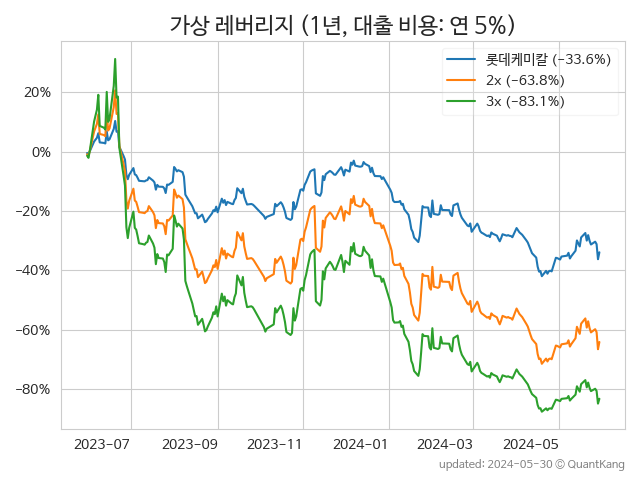 가상 레버리지 (1년, 대출 비용: 연 5%)
롯데케미칼 (−33.6%)
2x (−63.8%)
3x (−83.1%)
20%
0%
−20%
−40%
−60%
−80%
2023−07
2023−09
2023−11
2024−01
2024−03
2024−05
updated: 2024-05-30 © QuantKang